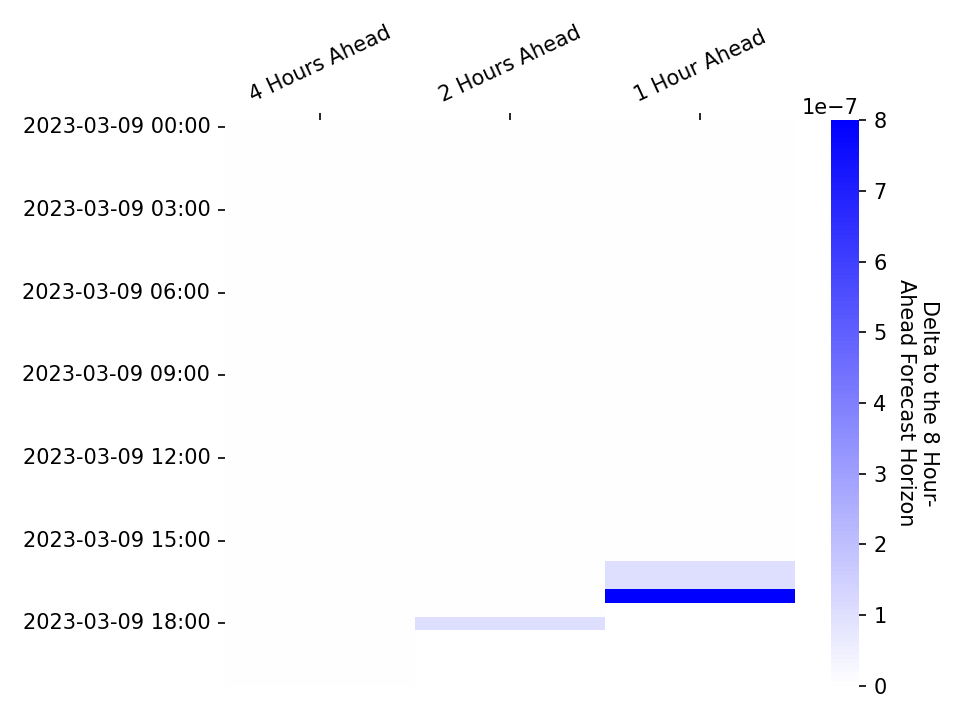 4 Hours Ahead
2 Hours Ahead
1 Hour Ahead
1e−7
2023-03-09 00:00
2023-03-09 03:00
2023-03-09 06:00
2023-03-09 09:00
2023-03-09 12:00
2023-03-09 15:00
2023-03-09 18:00
8
7
6
5
4
3
2
1
0
Delta to the 8 Hour-
Ahead Forecast Horizon